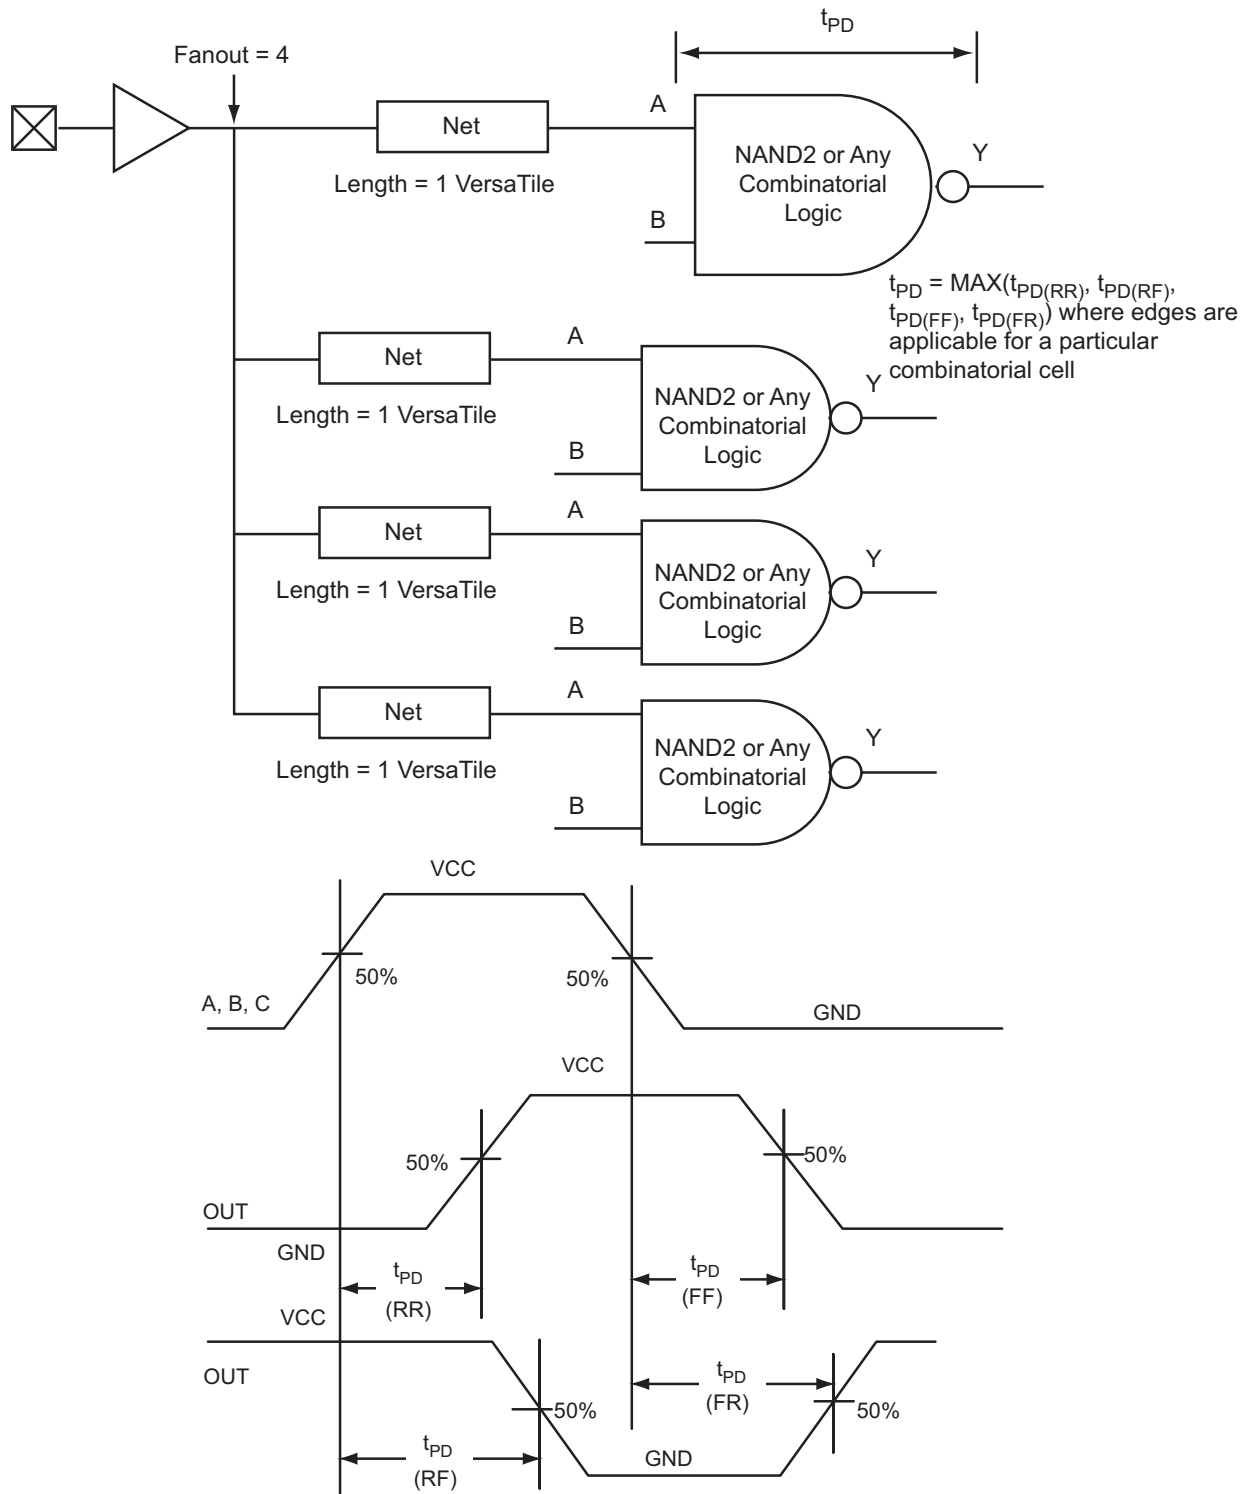 tPD
Fanout = 4
Net
Length = 1 VersaTile
A
B
NAND2 or Any
Combinatorial
Logic
Y
tPD = MAX(tPD(RR), tPD(RF),
tPD(FF), tPD(FR)) where edges are
applicable for a particular
combinatorial cell
Net
Length = 1 VersaTile
A
B
NAND2 or Any
Combinatorial
Logic
Y
Net
Length = 1 VersaTile
A
B
NAND2 or Any
Combinatorial
Logic
Y
Net
Length = 1 VersaTile
A
B
NAND2 or Any
Combinatorial
Logic
Y
VCC
50%
50%
A, B, C
GND
VCC
50%
50%
OUT
GND
tPD
(RR)
tPD
(FF)
VCC
OUT
tPD
(FR)
50%
50%
tPD
(RF)
GND